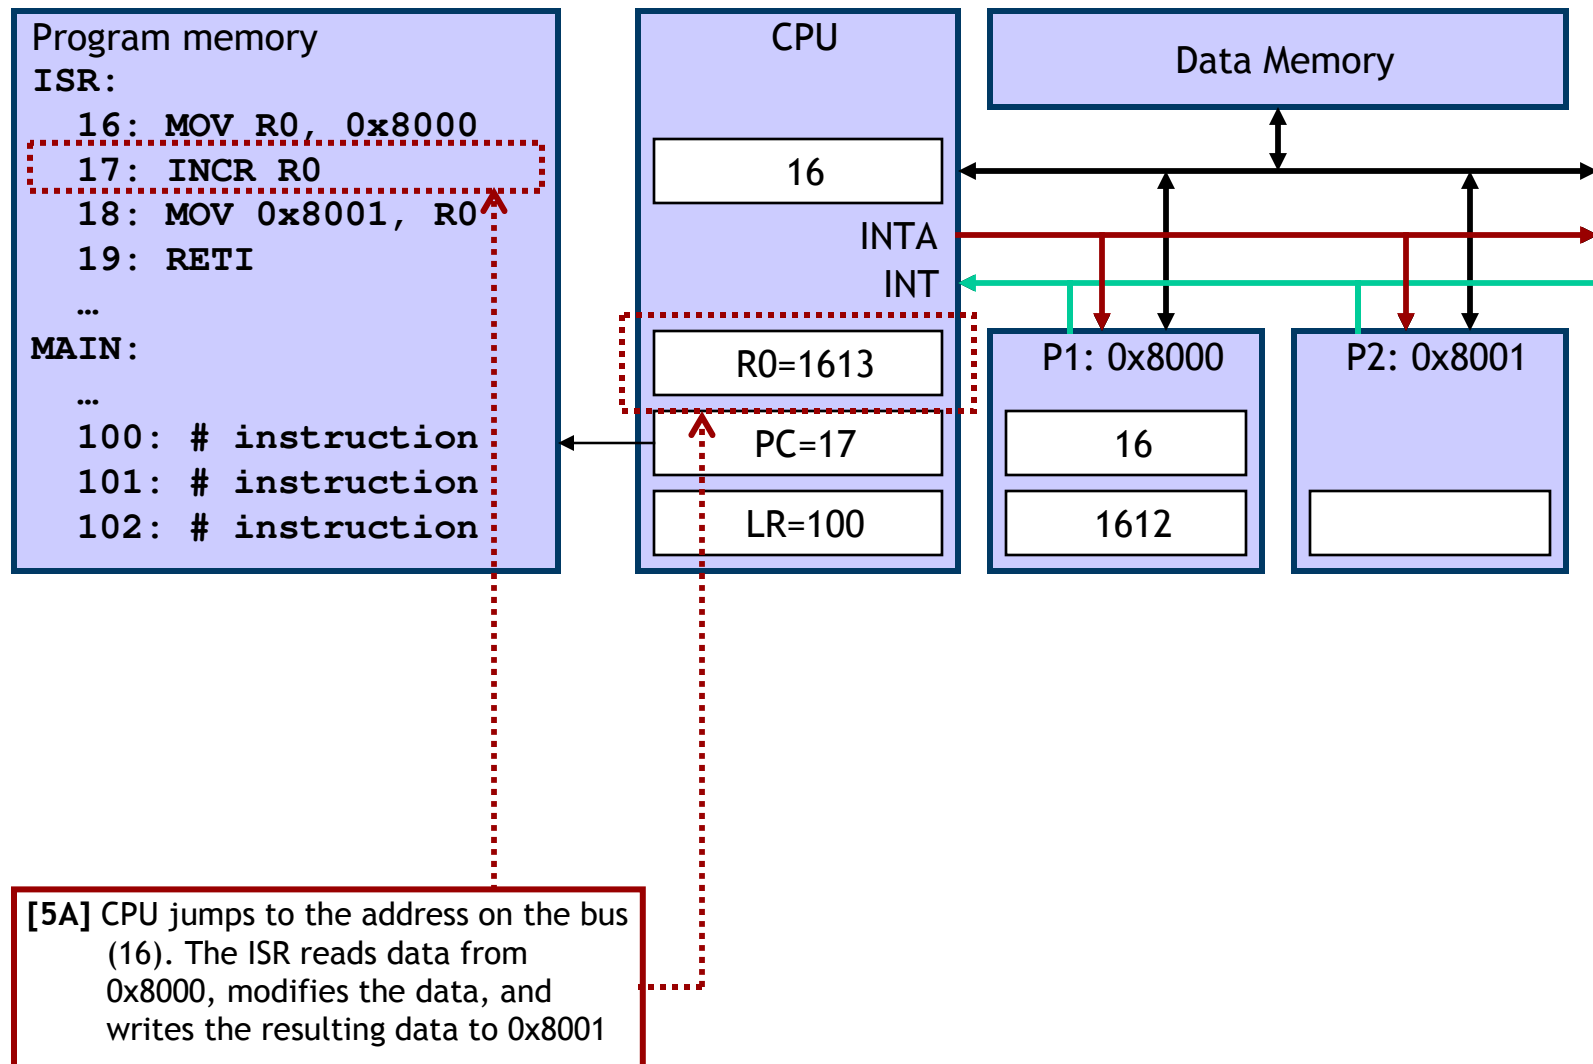 Program memory
ISR:
16: MOV R0, 0x8000
17: INCR R0
18: MOV 0x8001, R0
19: RETI
…
MAIN:
…
100: # instruction
101: # instruction
102: # instruction
CPU
16
INTA
INT
R0=1613
PC=17
LR=100
Data Memory
P1: 0x8000
16
1612
P2: 0x8001
[5A] CPU jumps to the address on the bus
(16). The ISR reads data from
0x8000, modifies the data, and
writes the resulting data to 0x8001